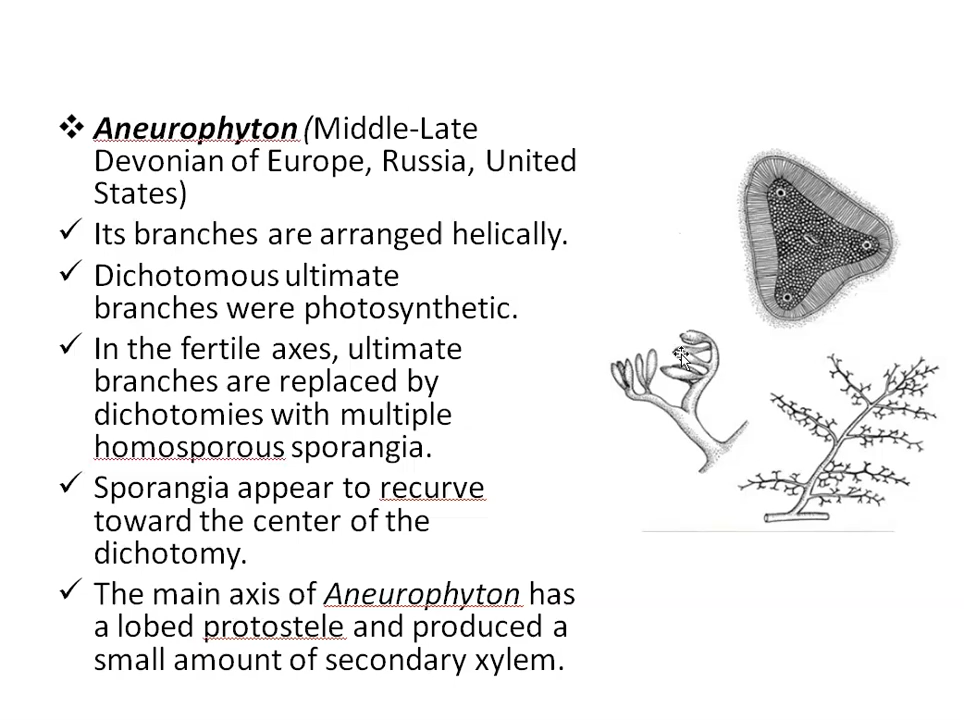 ❖ Aneurophyton (Middle-Late
Devonian of Europe, Russia, United
States)
✓ Its branches are arranged helically.
✓ Dichotomous ultimate
branches were photosynthetic.
✓ In the fertile axes, ultimate
branches are replaced by
dichotomies with multiple
homosporous sporangia.
✓ Sporangia appear to recurve
toward the center of the
dichotomy.
✓ The main axis of Aneurophyton has
a lobed protostele and produced a
small amount of secondary xylem.